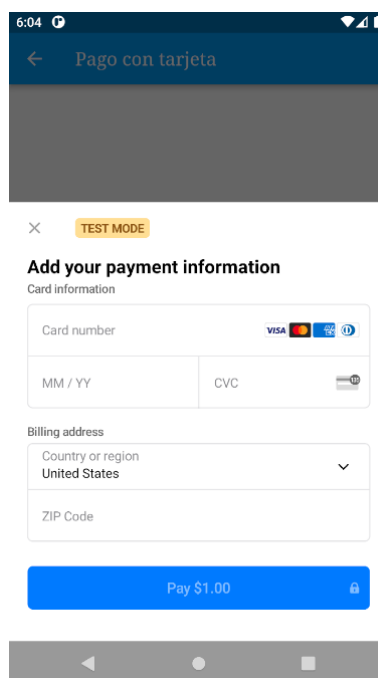 6:04
Pago con tarjeta
TEST MODE
Add your payment information
Card information
Card number VISA
MM / YY CVC
Billing address
Country or region
United States
ZIP Code
Pay $1.00